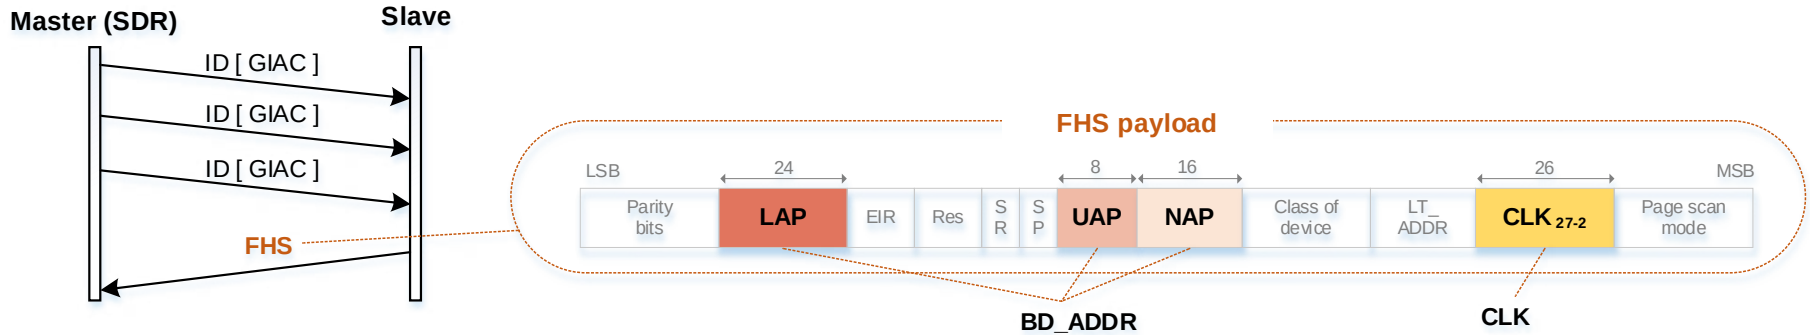 Master (SDR)
Slave
ID [ GIAC ]
ID [ GIAC ]
ID [ GIAC ]
FHS
FHS payload
LSB
24
8
16
26
MSB
Parity
bits
LAP
EIR
Res
S
R
S
P
UAP
NAP
Class of
device
LT_
ADDR
CLK 27-2
Page scan
mode
BD_ADDR
CLK